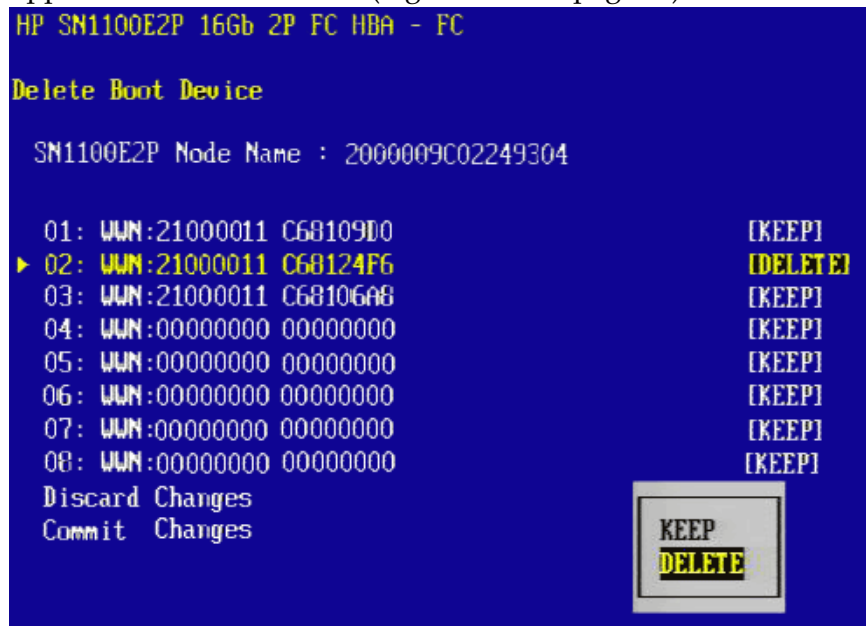 HP SN1100E2P 16Gb 2P FC HBA - FC
Delete Boot Device
SN1100E2P Node Name : 2000009C02249304
01: WWN:21000011 C68109D0 [KEEP]
► 02: WWN:21000011 C68124F6 [DELETE]
03: WWN:21000011 C68106A8 [KEEP]
04: WWN:00000000 00000000 [KEEP]
05: WWN:00000000 00000000 [KEEP]
06: WWN:00000000 00000000 [KEEP]
07: WWN:00000000 00000000 [KEEP]
08: WWN:00000000 00000000 [KEEP]
Discard Changes
Commit Changes
KEEP
DELETE